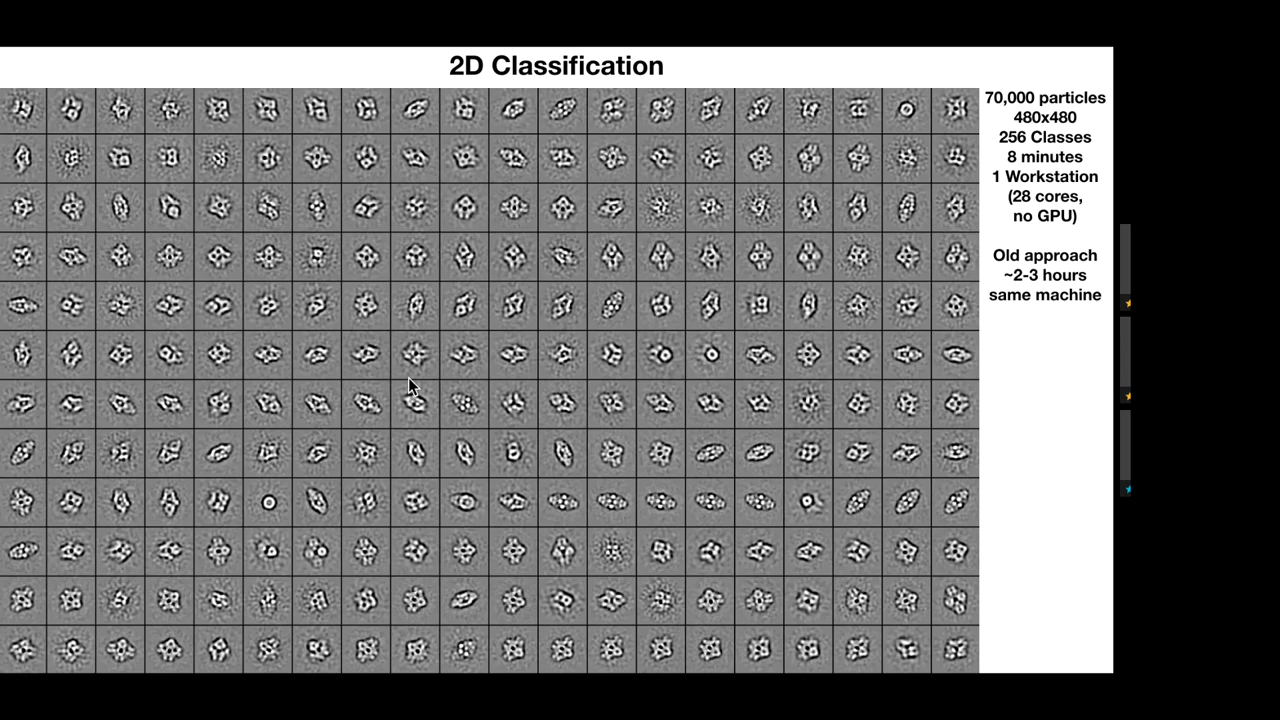 2D Classification
70,000 particles
480x480
256 Classes
8 minutes
1 Workstation
(28 cores,
no GPU)
Old approach
~2-3 hours
same machine